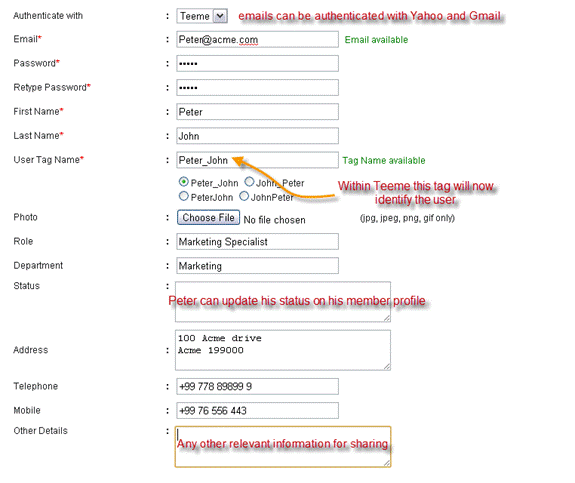 Authenticate with : Teeme emails can be authenticated with Yahoo and Gmail
Email* : Peter@acme.com Email available
Password* : •••••
Retype Password* : •••••
First Name* : Peter
Last Name* : John
User Tag Name* : Peter_John Tag Name available
Peter_John John_Peter
PeterJohn JohnPeter
Within Teeme this tag will now
identify the user
Photo : Choose File No file chosen (jpg, jpeg, png, gif only)
Role : Marketing Specialist
Department : Marketing
Status :
Peter can update his status on his member profile
Address : 100 Acme drive
Acme 199000
Telephone : +99 778 89899 9
Mobile : +99 76 556 443
Other Details :
Any other relevant information for sharing